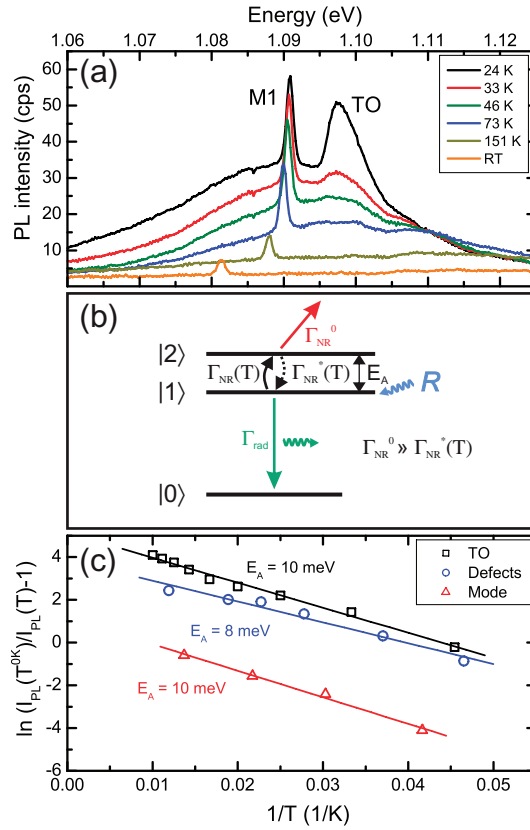 Energy (eV)
1.06 1.07 1.08 1.09 1.10 1.11 1.12
(a)
PL intensity (cps)
60
50
40
30
20
10
M1
TO
24 K
33 K
46 K
73 K
151 K
RT
(b)
Γ_NR^0
|2⟩
Γ_NR(T) Γ_NR^*(T) E_A
|1⟩
R
Γ_rad
Γ_NR^0 » Γ_NR^*(T)
|0⟩
(c)
ln (I_PL(T^0K)/I_PL(T)-1)
4
2
0
-2
-4
-6
E_A = 10 meV
TO
Defects
Mode
E_A = 8 meV
E_A = 10 meV
0.00 0.01 0.02 0.03 0.04 0.05
1/T (1/K)